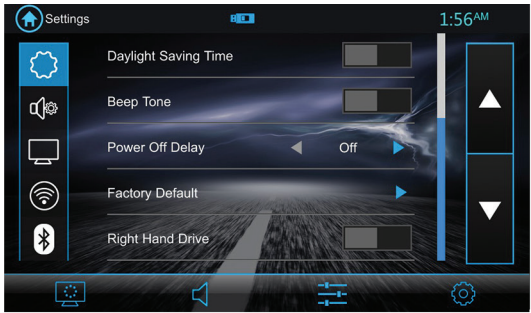 Settings
1:56AM
Daylight Saving Time
Beep Tone
Power Off Delay
Off
Factory Default
Right Hand Drive